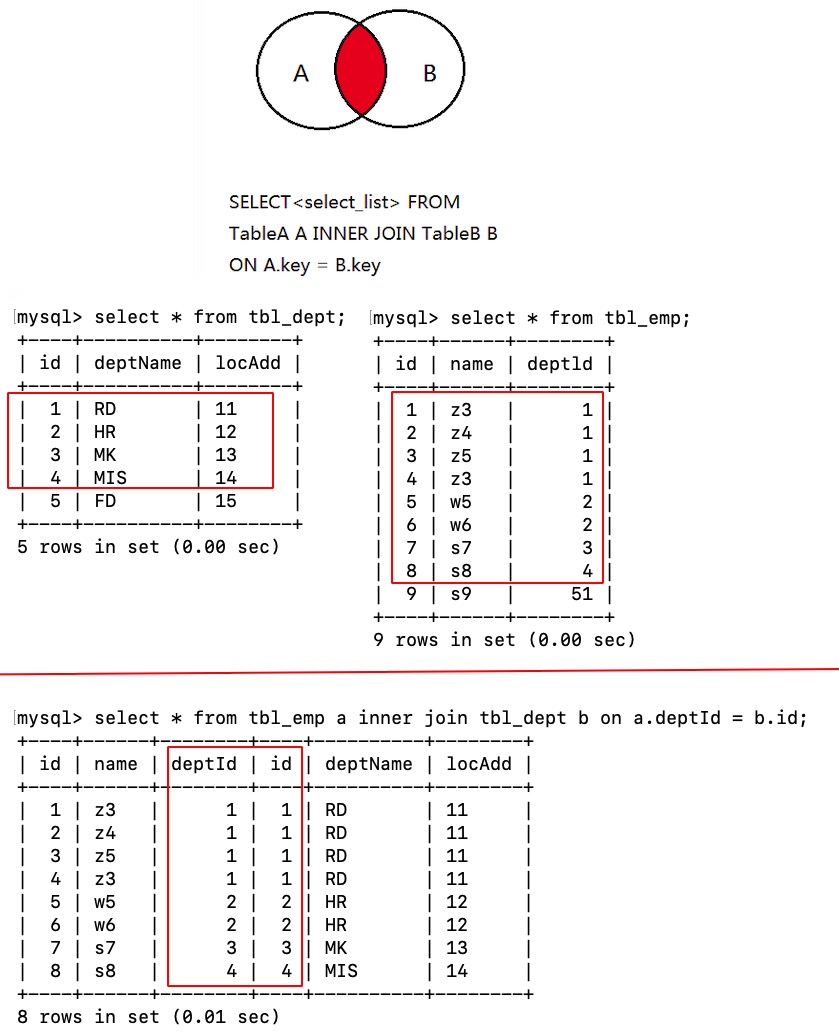 A B
SELECT<select_list> FROM
TableA A INNER JOIN TableB B
ON A.key = B.key
mysql> select * from tbl_dept;
+----+----------+--------+
| id | deptName | locAdd |
+----+----------+--------+
| 1 | RD | 11 |
| 2 | HR | 12 |
| 3 | MK | 13 |
| 4 | MIS | 14 |
| 5 | FD | 15 |
+----+----------+--------+
5 rows in set (0.00 sec)
mysql> select * from tbl_emp;
+----+------+--------+
| id | name | deptld |
+----+------+--------+
| 1 | z3 | 1 |
| 2 | z4 | 1 |
| 3 | z5 | 1 |
| 4 | z3 | 1 |
| 5 | w5 | 2 |
| 6 | w6 | 2 |
| 7 | s7 | 3 |
| 8 | s8 | 4 |
| 9 | s9 | 51 |
+----+------+--------+
9 rows in set (0.00 sec)
mysql> select * from tbl_emp a inner join tbl_dept b on a.deptId = b.id;
+----+------+--------+----+----------+--------+
| id | name | deptId | id | deptName | locAdd |
+----+------+--------+----+----------+--------+
| 1 | z3 | 1 | 1 | RD | 11 |
| 2 | z4 | 1 | 1 | RD | 11 |
| 3 | z5 | 1 | 1 | RD | 11 |
| 4 | z3 | 1 | 1 | RD | 11 |
| 5 | w5 | 2 | 2 | HR | 12 |
| 6 | w6 | 2 | 2 | HR | 12 |
| 7 | s7 | 3 | 3 | MK | 13 |
| 8 | s8 | 4 | 4 | MIS | 14 |
+----+------+--------+----+----------+--------+
8 rows in set (0.01 sec)